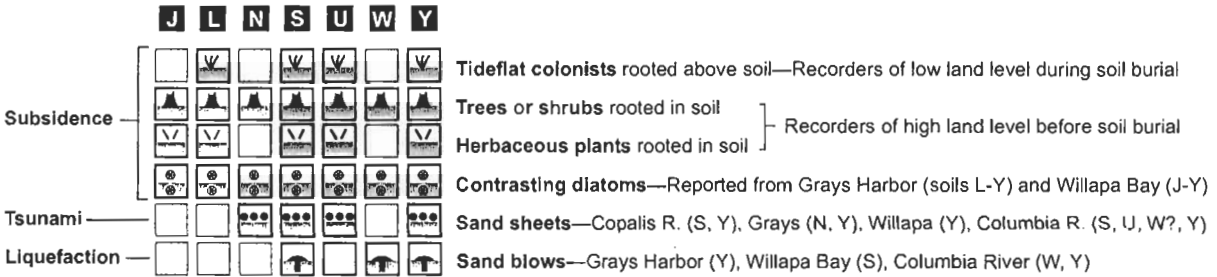 J L N S U W Y
Tideflat colonists rooted above soil—Recorders of low land level during soil burial
Subsidence
Trees or shrubs rooted in soil
Recorders of high land level before soil burial
Herbaceous plants rooted in soil
Contrasting diatoms—Reported from Grays Harbor (soils L-Y) and Willapa Bay (J-Y)
Tsunami
Sand sheets—Copalis R. (S, Y), Grays (N, Y), Willapa (Y), Columbia R. (S, U, W?, Y)
Liquefaction
Sand blows—Grays Harbor (Y), Willapa Bay (S), Columbia River (W, Y)